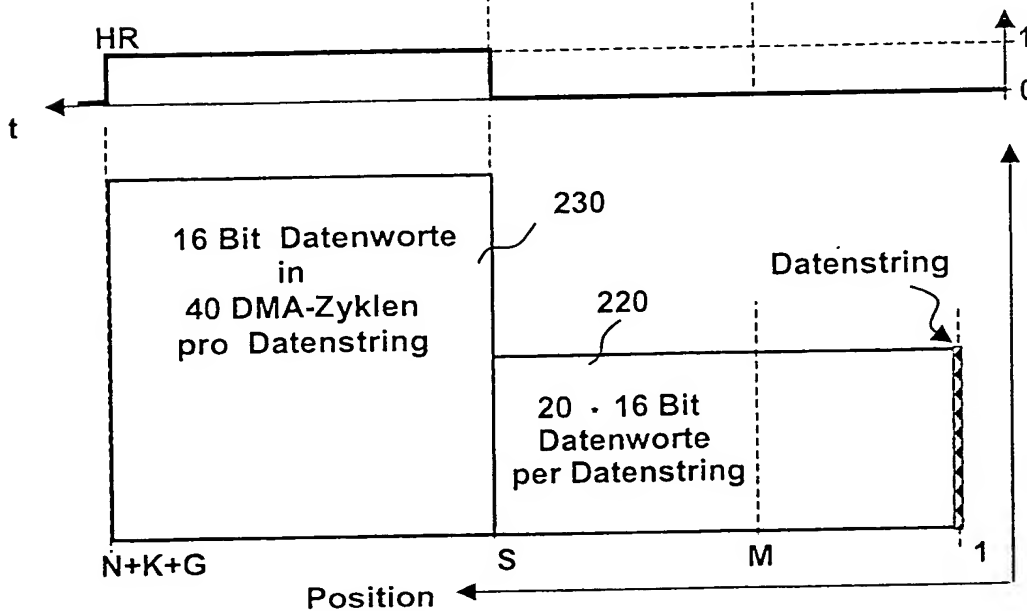 HR
1
0
t
230
16 Bit Datenworte
in
40 DMA-Zyklen
pro Datenstring
Datenstring
220
20 · 16 Bit
Datenworte
per Datenstring
N+K+G
S
M
1
Position